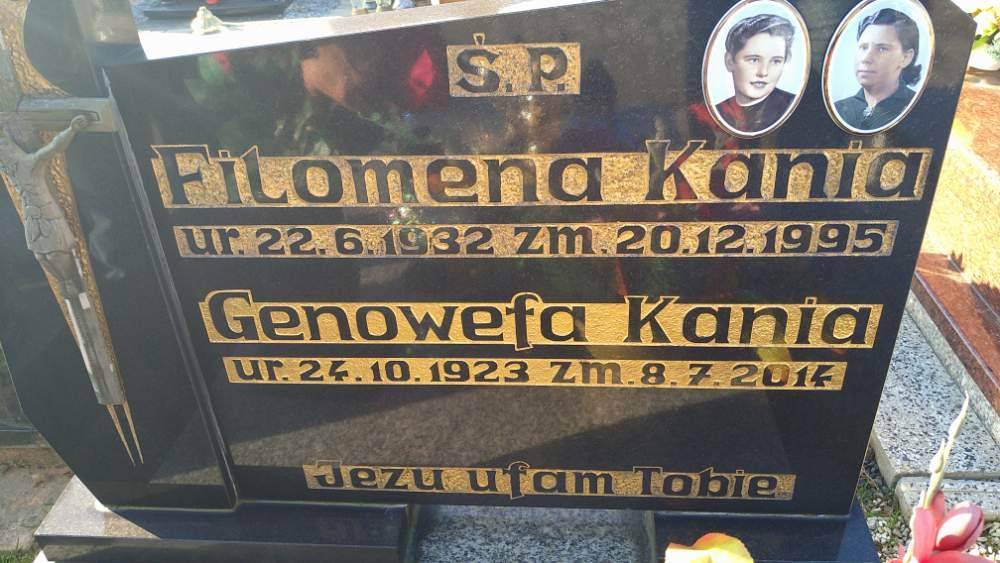 Ś.P.
Filomena Kania
ur. 22.6.1932 zm. 20.12.1995
Genowefa Kania
ur. 24.10.1923 zm. 8.7.2014
Jezu ufam Tobie